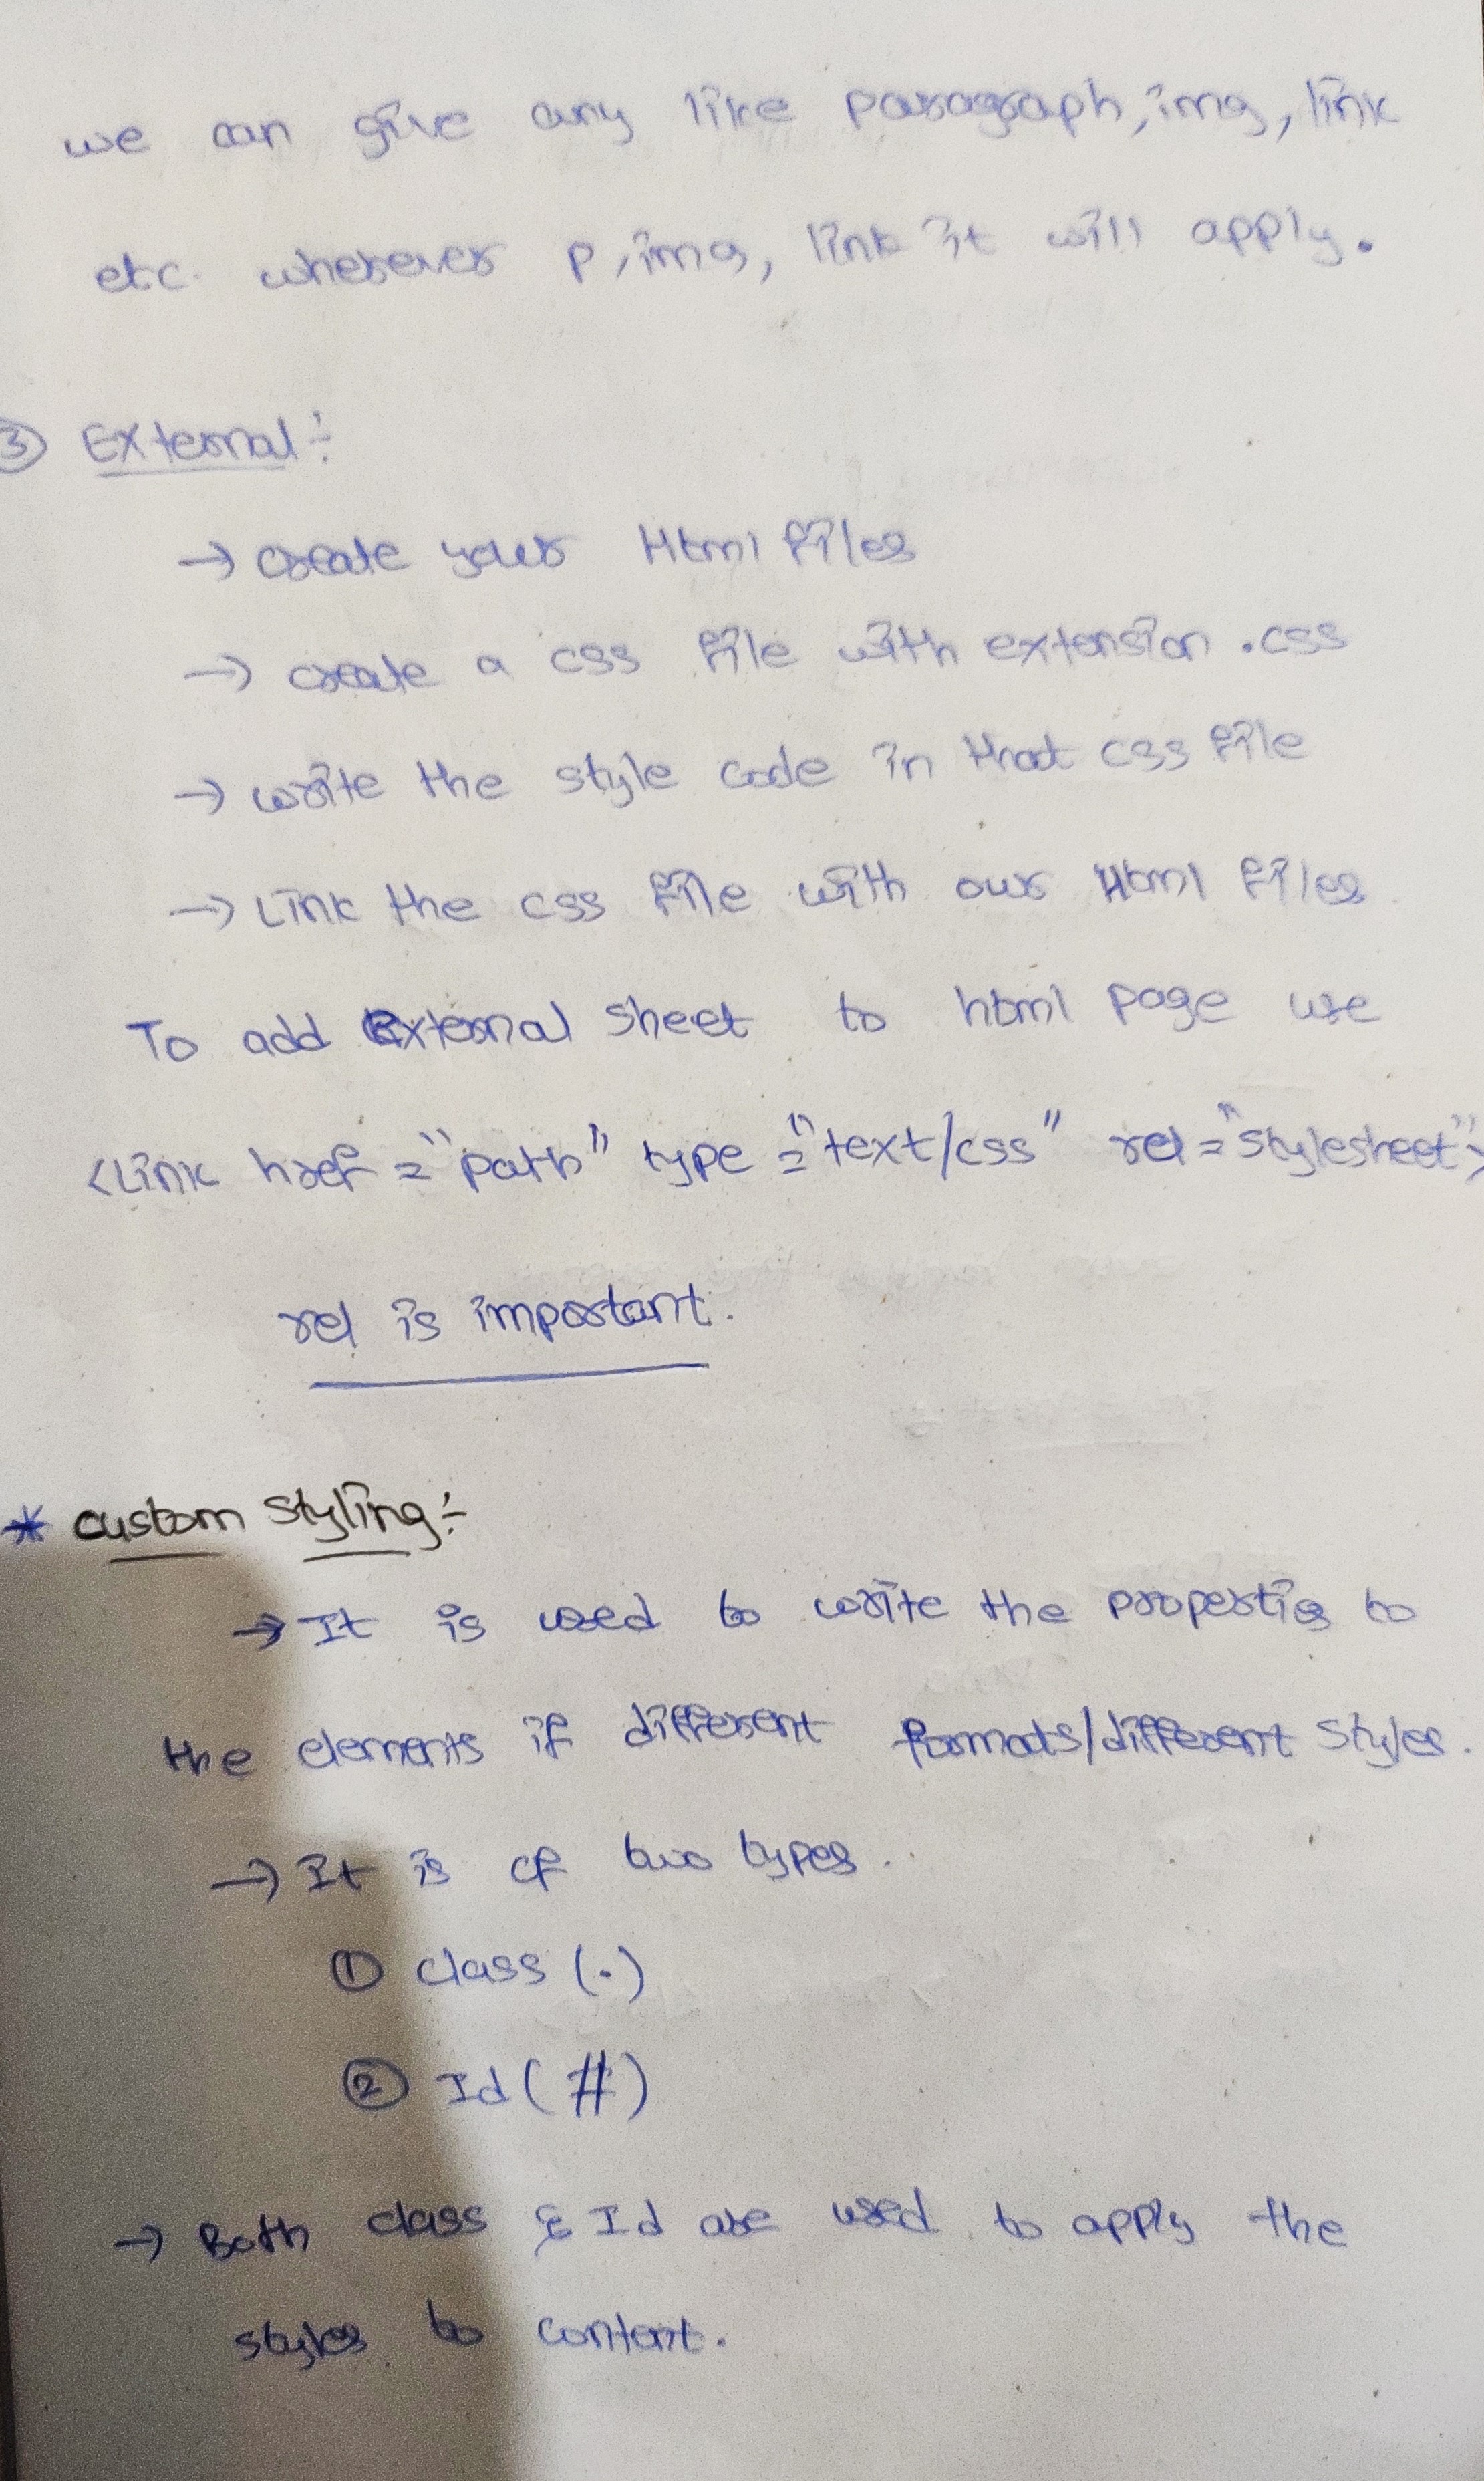 we can give any like paragraph, img, link
etc. wherever p, img, link it will apply.
③ External :-
→ create your Html files
→ create a css file with extension .css
→ write the style code in that css file
→ Link the css file with our Html files
To add External sheet to html page use
<Link href = "path" type = "text/css" rel = "stylesheet">
rel is important.
* custom styling :-
→ It is used to write the properties to
the elements if different formats/different styles.
→ It is of two types..
① class (.)
② Id (#)
→ Both class & Id are used to apply the
styles to content.